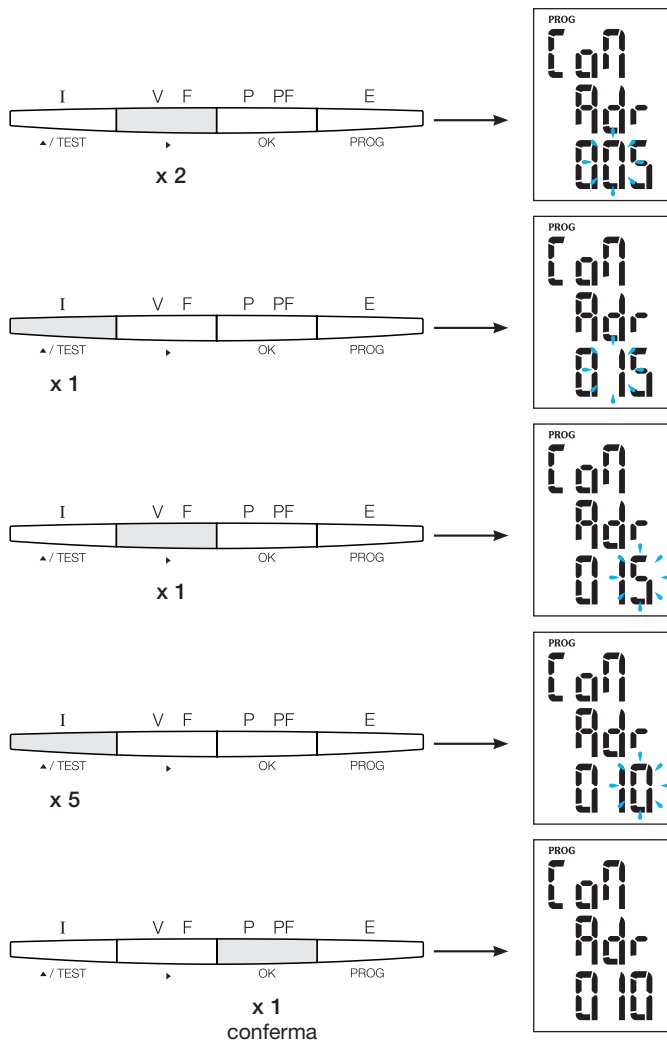 PROG
CoM
I V F P PF E
Adr
▲ / TEST ▸ OK PROG
005
x 2
PROG
CoM
I V F P PF E
Adr
▲ / TEST ▸ OK PROG
015
x 1
PROG
CoM
I V F P PF E
Adr
▲ / TEST ▸ OK PROG
015
x 1
PROG
CoM
I V F P PF E
Adr
▲ / TEST ▸ OK PROG
010
x 5
PROG
CoM
I V F P PF E
Adr
▲ / TEST ▸ OK PROG
010
x 1
conferma